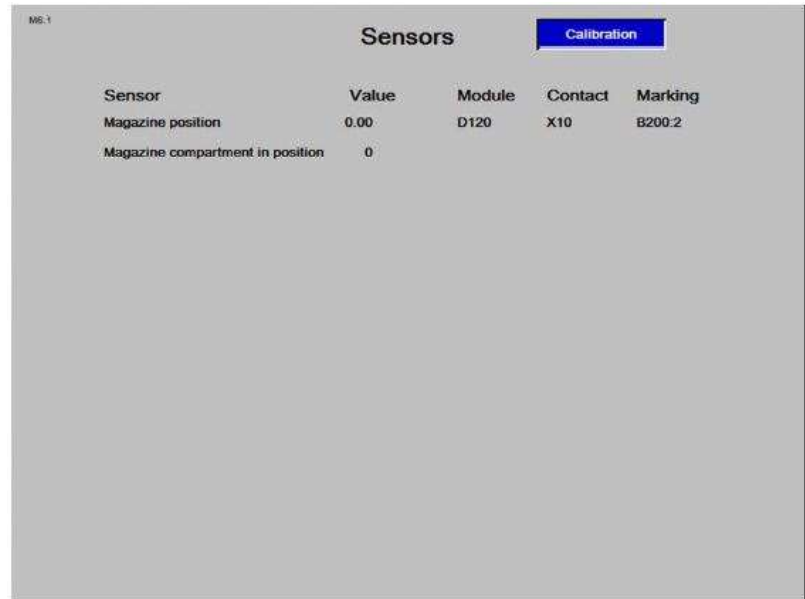 M6:1
Sensors
Calibration
Sensor Value Module Contact Marking
Magazine position 0.00 D120 X10 B200:2
Magazine compartment in position 0